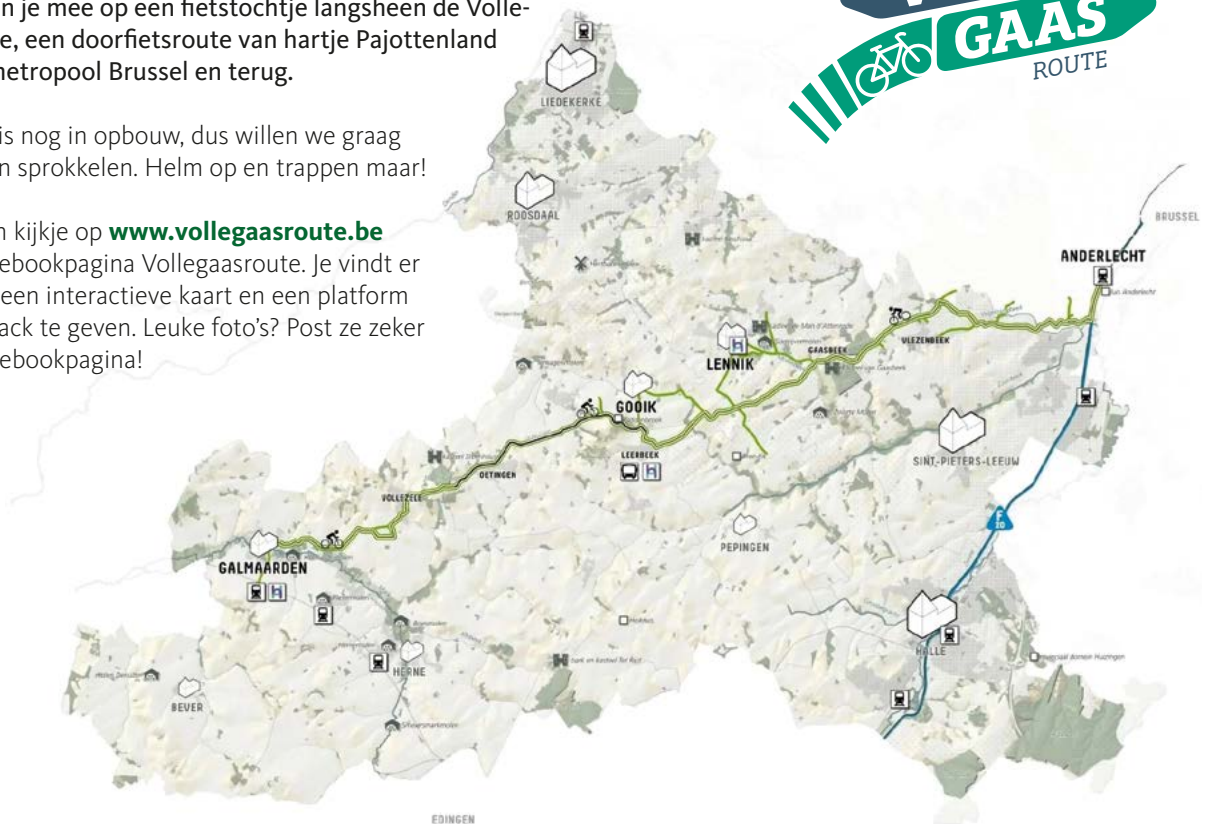 n je mee op een fietstochtje langsheen de Volle-
e, een doorfietsroute van hartje Pajottenland
metropool Brussel en terug.
is nog in opbouw, dus willen we graag
n sprokkelen. Helm op en trappen maar!
n kijkje op www.vollegaasroute.be
ebookpagina Vollegaasroute. Je vindt er
een interactieve kaart en een platform
ack te geven. Leuke foto's? Post ze zeker
ebookpagina!
GAAS
ROUTE
LIEDEKERKE
ROOSDAAL
BRUSSEL
ANDERLECHT
VLEZENBEEK
GAASBEEK
LENNIK
GOOIK
LEERBEEK
SINT-PIETERS-LEEUW
OETINGEN
VOLLEZELE
F
20
PEPINGEN
GALMAARDEN
HALLE
HERNE
BEVER
EDINGEN